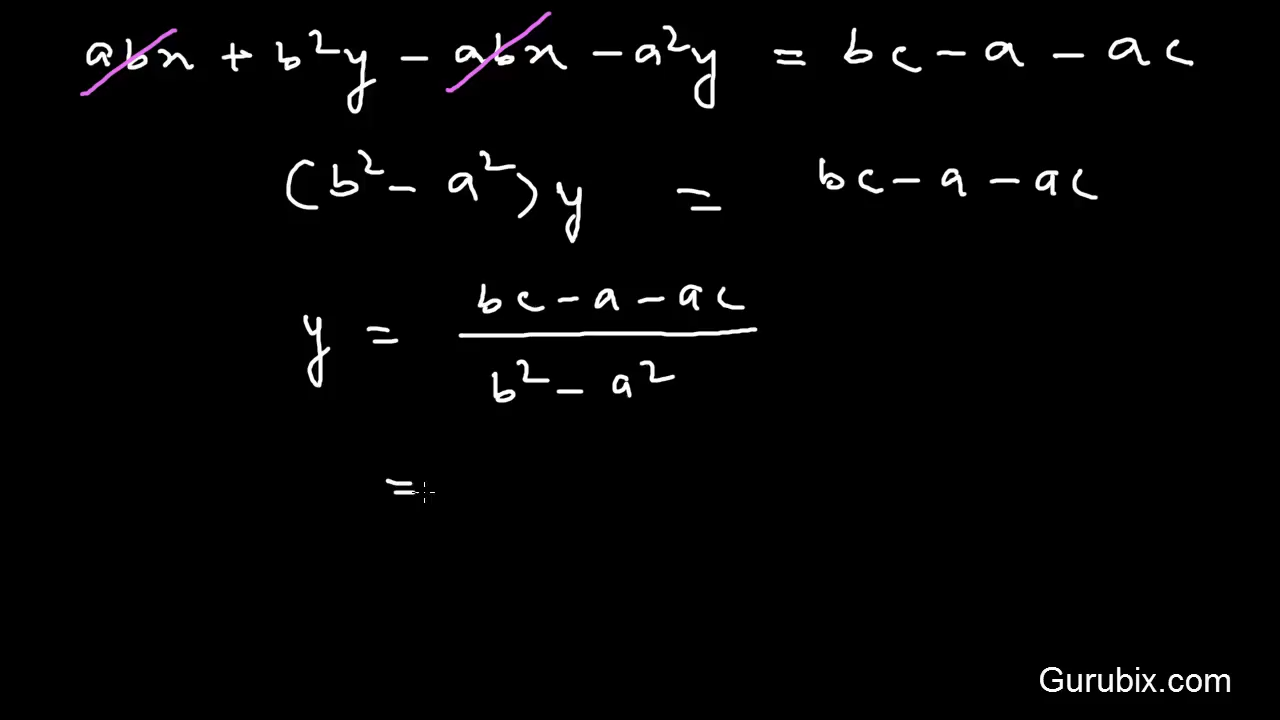 abx + b²y - abx - a²y = bc - a - ac
(b² - a²)y = bc - a - ac
y = bc - a - ac / b² - a²
=
Gurubix.com